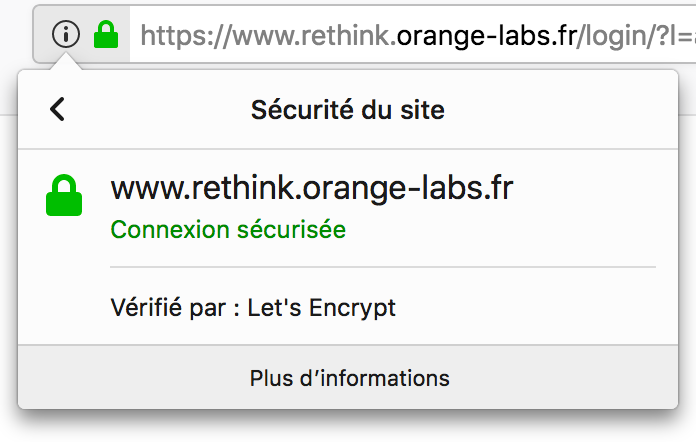 https://www.rethink.orange-labs.fr/login/?l=
Sécurité du site
www.rethink.orange-labs.fr
Connexion sécurisée
Vérifié par : Let's Encrypt
Plus d’informations